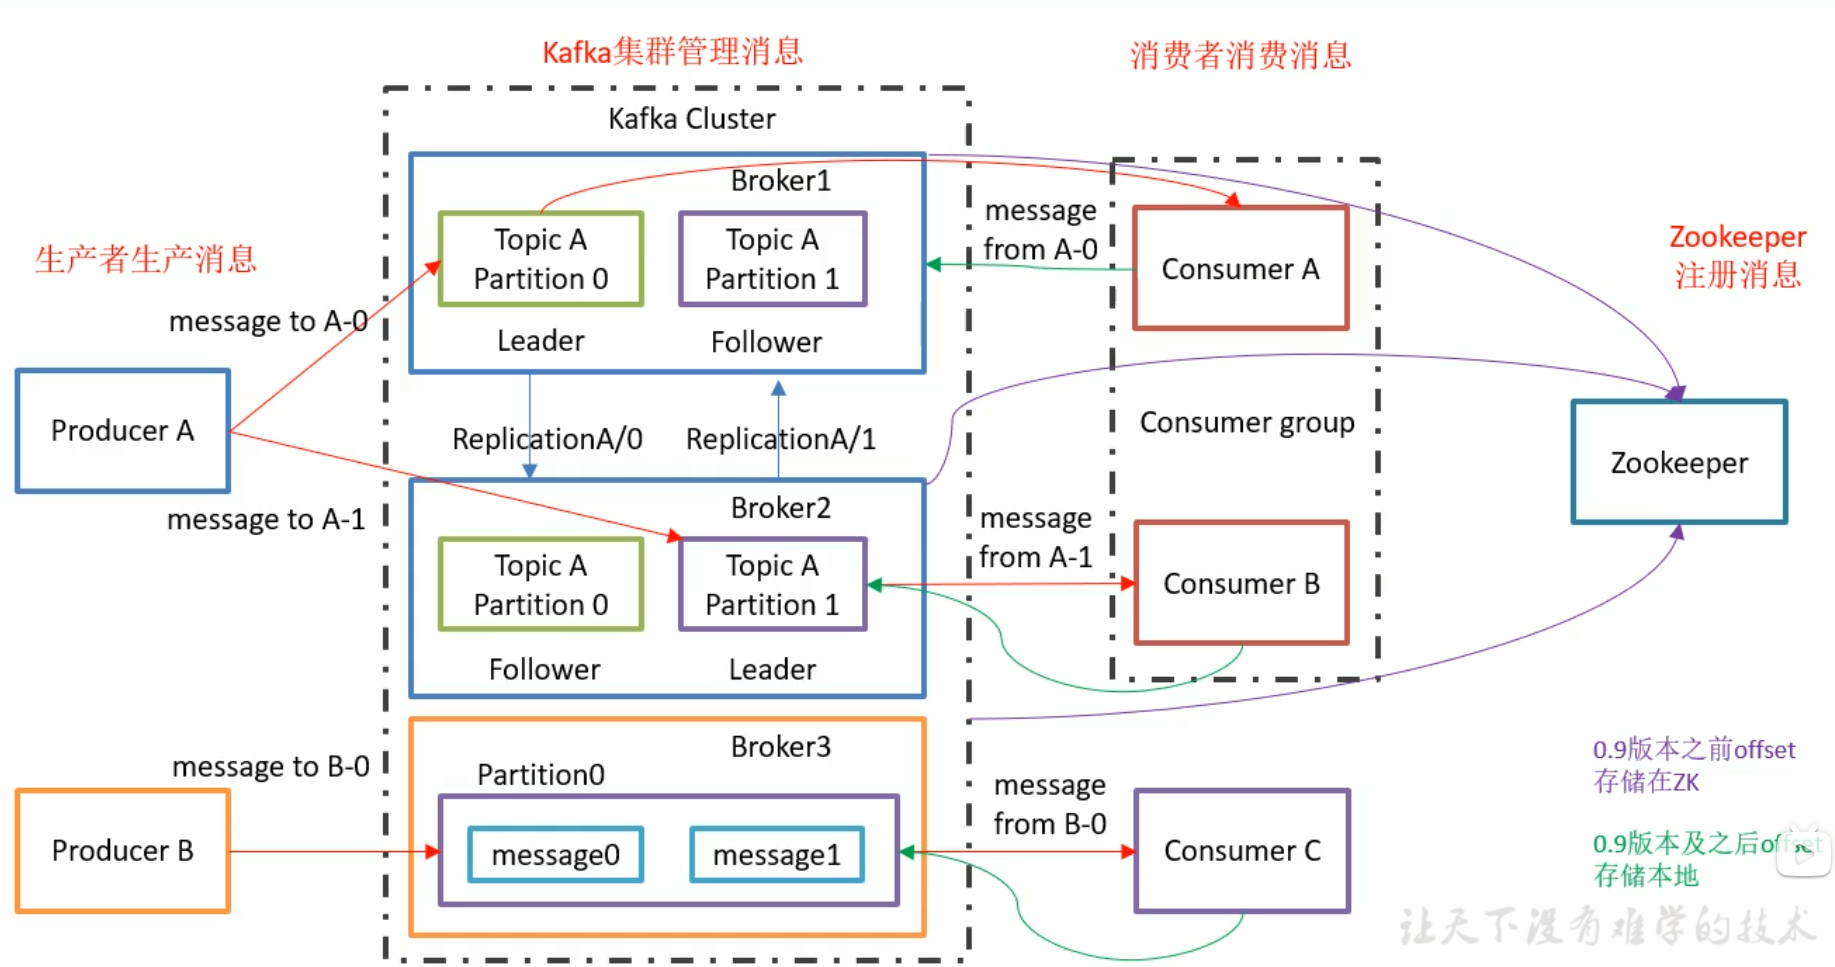 Kafka集群管理消息
消费者消费消息
Kafka Cluster
生产者生产消息
Broker1
Topic A
Partition 0
Topic A
Partition 1
Leader
Follower
message
from A-0
Consumer A
Zookeeper
注册消息
message to A-0
Producer A
ReplicationA/0
ReplicationA/1
Consumer group
Zookeeper
message to A-1
Broker2
Topic A
Partition 0
Topic A
Partition 1
Follower
Leader
message
from A-1
Consumer B
message to B-0
Producer B
Broker3
Partition0
message0
message1
message
from B-0
Consumer C
0.9版本之前offset
存储在ZK
0.9版本及之后offset
存储本地
让天下没有难学的技术